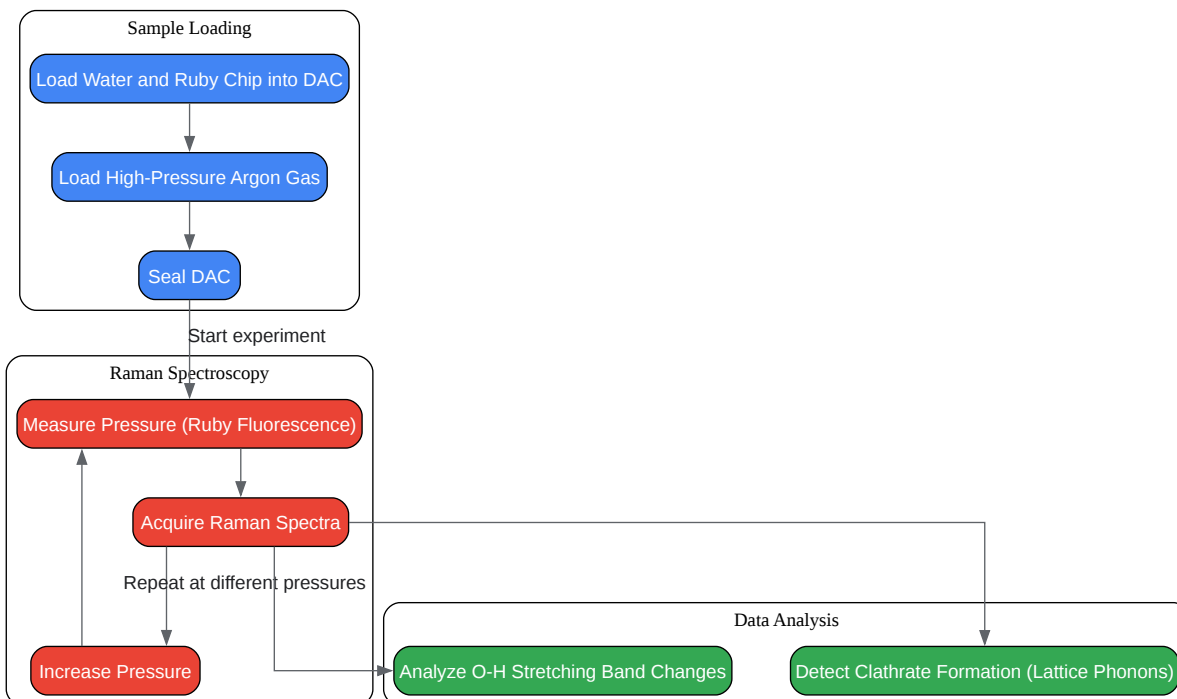 Sample Loading
Load Water and Ruby Chip into DAC
Load High-Pressure Argon Gas
Seal DAC
Start experiment
Raman Spectroscopy
Measure Pressure (Ruby Fluorescence)
Acquire Raman Spectra
Repeat at different pressures
Increase Pressure
Data Analysis
Analyze O-H Stretching Band Changes
Detect Clathrate Formation (Lattice Phonons)